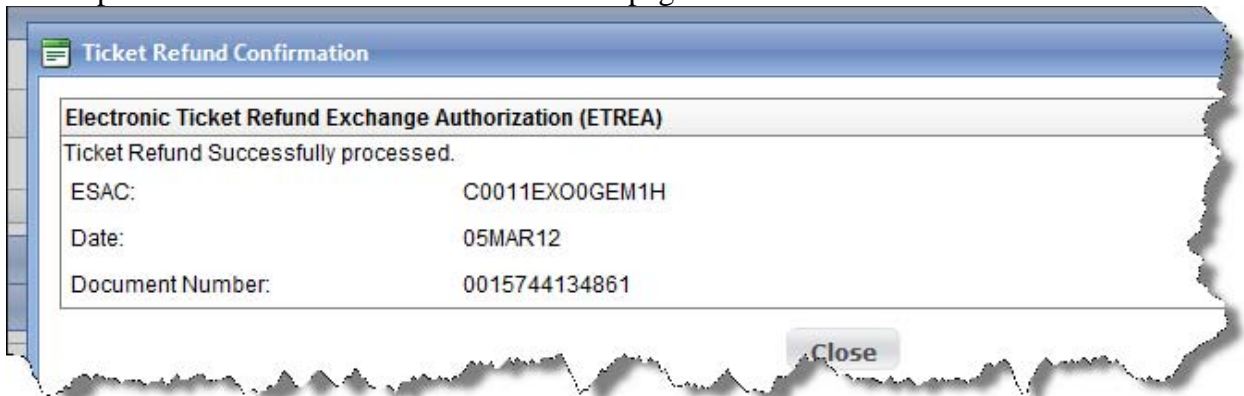 Ticket Refund Confirmation
Electronic Ticket Refund Exchange Authorization (ETREA)
Ticket Refund Successfully processed.
ESAC: C0011EXO0GEM1H
Date: 05MAR12
Document Number: 0015744134861
Close